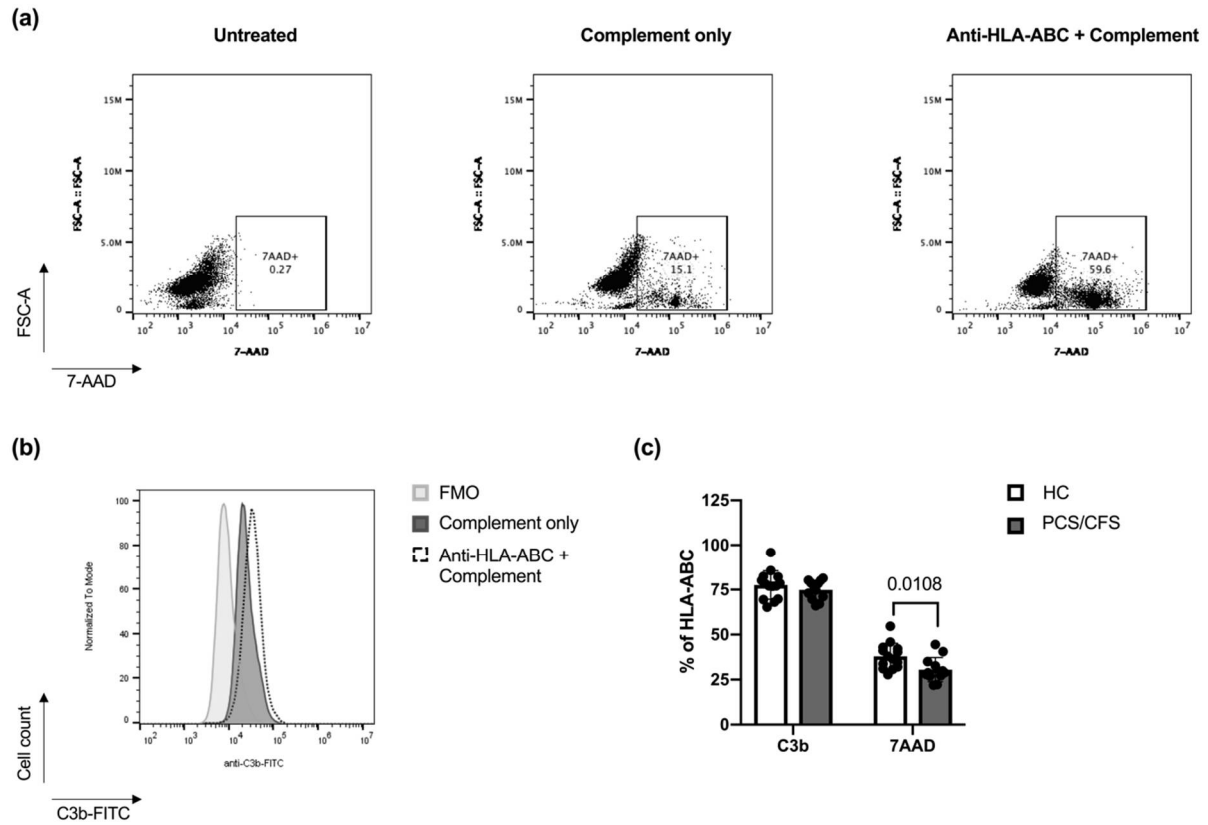 (a)
Untreated
Complement only
Anti-HLA-ABC + Complement
15M
10M
5.0M
0
FSC-A :: FSC-A
7AAD+
0.27
10^2 10^3 10^4 10^5 10^6 10^7
7-AAD
15M
10M
5.0M
0
FSC-A :: FSC-A
7AAD+
15.1
10^2 10^3 10^4 10^5 10^6 10^7
7-AAD
15M
10M
5.0M
0
FSC-A :: FSC-A
7AAD+
59.6
10^2 10^3 10^4 10^5 10^6 10^7
7-AAD
FSC-A
7-AAD
(b)
100
80
60
40
20
0
Normalized To Mode
10^2 10^3 10^4 10^5 10^6 10^7
anti-C3b-FITC
Cell count
C3b-FITC
FMO
Complement only
Anti-HLA-ABC +
Complement
(c)
125
100
75
50
25
0
% of HLA-ABC
0.0108
C3b
7AAD
HC
PCS/CFS